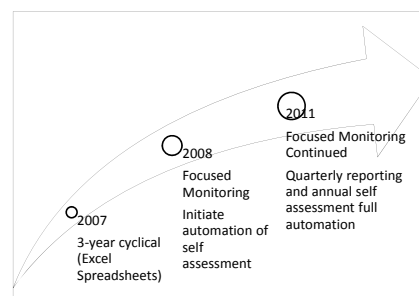 2007
3-year cyclical
(Excel
Spreadsheets)
2008
Focused
Monitoring
Initiate
automation of
self
assessment
2011
Focused Monitoring
Continued
Quarterly reporting
and annual self
assessment full
automation